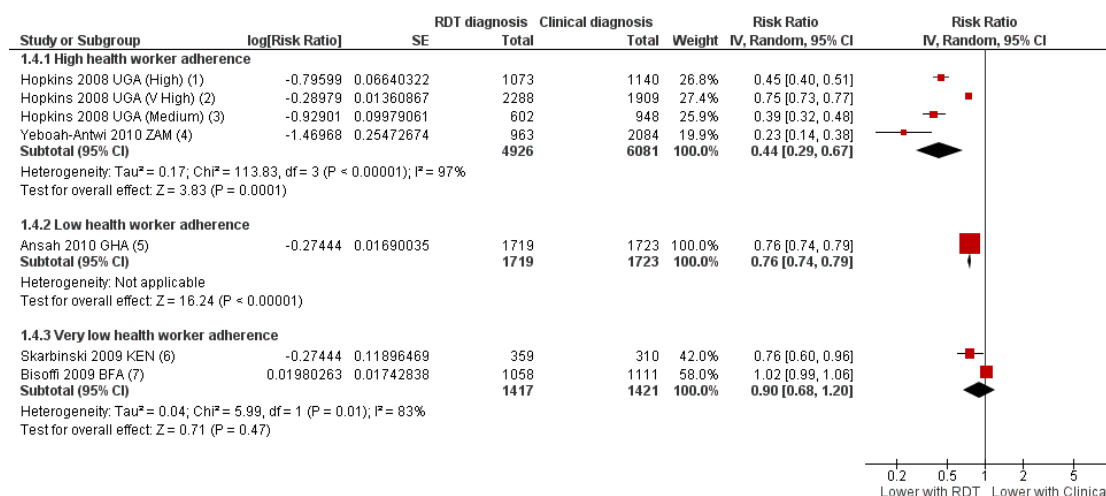 RDT diagnosis Clinical diagnosis Risk Ratio Risk Ratio
Study or Subgroup log[Risk Ratio] SE Total Total Weight IV, Random, 95% CI IV, Random, 95% CI
1.4.1 High health worker adherence
Hopkins 2008 UGA (High) (1) -0.79599 0.06640322 1073 1140 26.8% 0.45 [0.40, 0.51]
Hopkins 2008 UGA (V High) (2) -0.28979 0.01360867 2288 1909 27.4% 0.75 [0.73, 0.77]
Hopkins 2008 UGA (Medium) (3) -0.92901 0.09979061 602 948 25.9% 0.39 [0.32, 0.48]
Yeboah-Antwi 2010 ZAM (4) -1.46968 0.25472674 963 2084 19.9% 0.23 [0.14, 0.38]
Subtotal (95% CI) 4926 6081 100.0% 0.44 [0.29, 0.67]
Heterogeneity: Tau² = 0.17; Chi² = 113.83, df = 3 (P < 0.00001); I² = 97%
Test for overall effect: Z = 3.83 (P = 0.0001)
1.4.2 Low health worker adherence
Ansah 2010 GHA (5) -0.27444 0.01690035 1719 1723 100.0% 0.76 [0.74, 0.79]
Subtotal (95% CI) 1719 1723 100.0% 0.76 [0.74, 0.79]
Heterogeneity: Not applicable
Test for overall effect: Z = 16.24 (P < 0.00001)
1.4.3 Very low health worker adherence
Skarbinski 2009 KEN (6) -0.27444 0.11896469 359 310 42.0% 0.76 [0.60, 0.96]
Bisoffi 2009 BFA (7) 0.01980263 0.01742838 1058 1111 58.0% 1.02 [0.99, 1.06]
Subtotal (95% CI) 1417 1421 100.0% 0.90 [0.68, 1.20]
Heterogeneity: Tau² = 0.04; Chi² = 5.99, df = 1 (P = 0.01); I² = 83%
Test for overall effect: Z = 0.71 (P = 0.47)
0.2 0.5 1 2 5
Lower with RDT Lower with Clinica